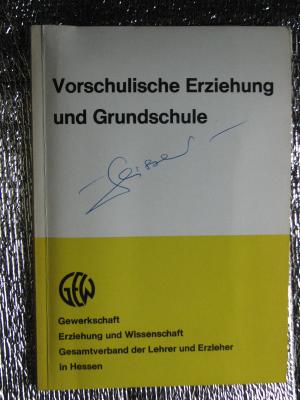 Vorschulische Erziehung
und Grundschule
GEW
Gewerkschaft
Erziehung und Wissenschaft
Gesamtverband der Lehrer und Erzieher
in Hessen